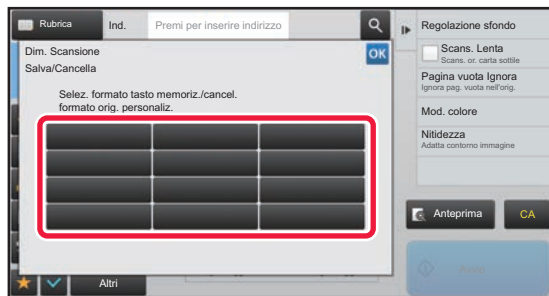 Rubrica
Ind.
Premi per inserire indirizzo
Regolazione sfondo
Dim. Scansione
OK
Scans. Lenta
Scans. or. carta sottile
Salva/Cancella
Pagina vuota Ignora
Ignora pag. vuota nell'orig.
Selez. formato tasto memoriz./cancel.
formato orig. personaliz.
Mod. colore
Nitidezza
Adatta contorno immagine
Anteprima
CA
Altri